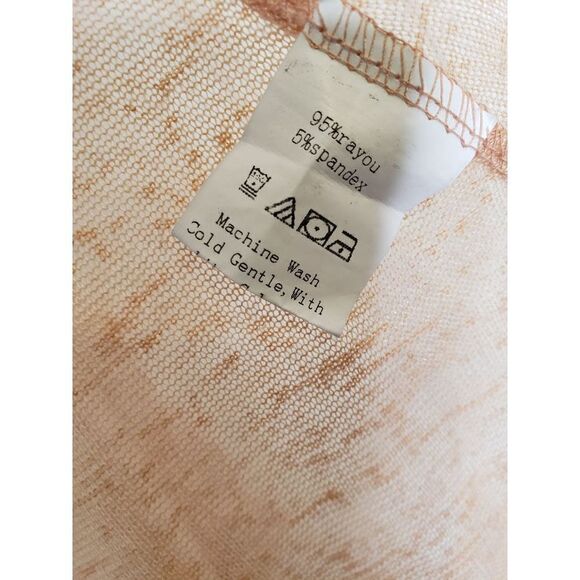 95%rayou
5%spandex
Machine Wash
Cold Gentle, With